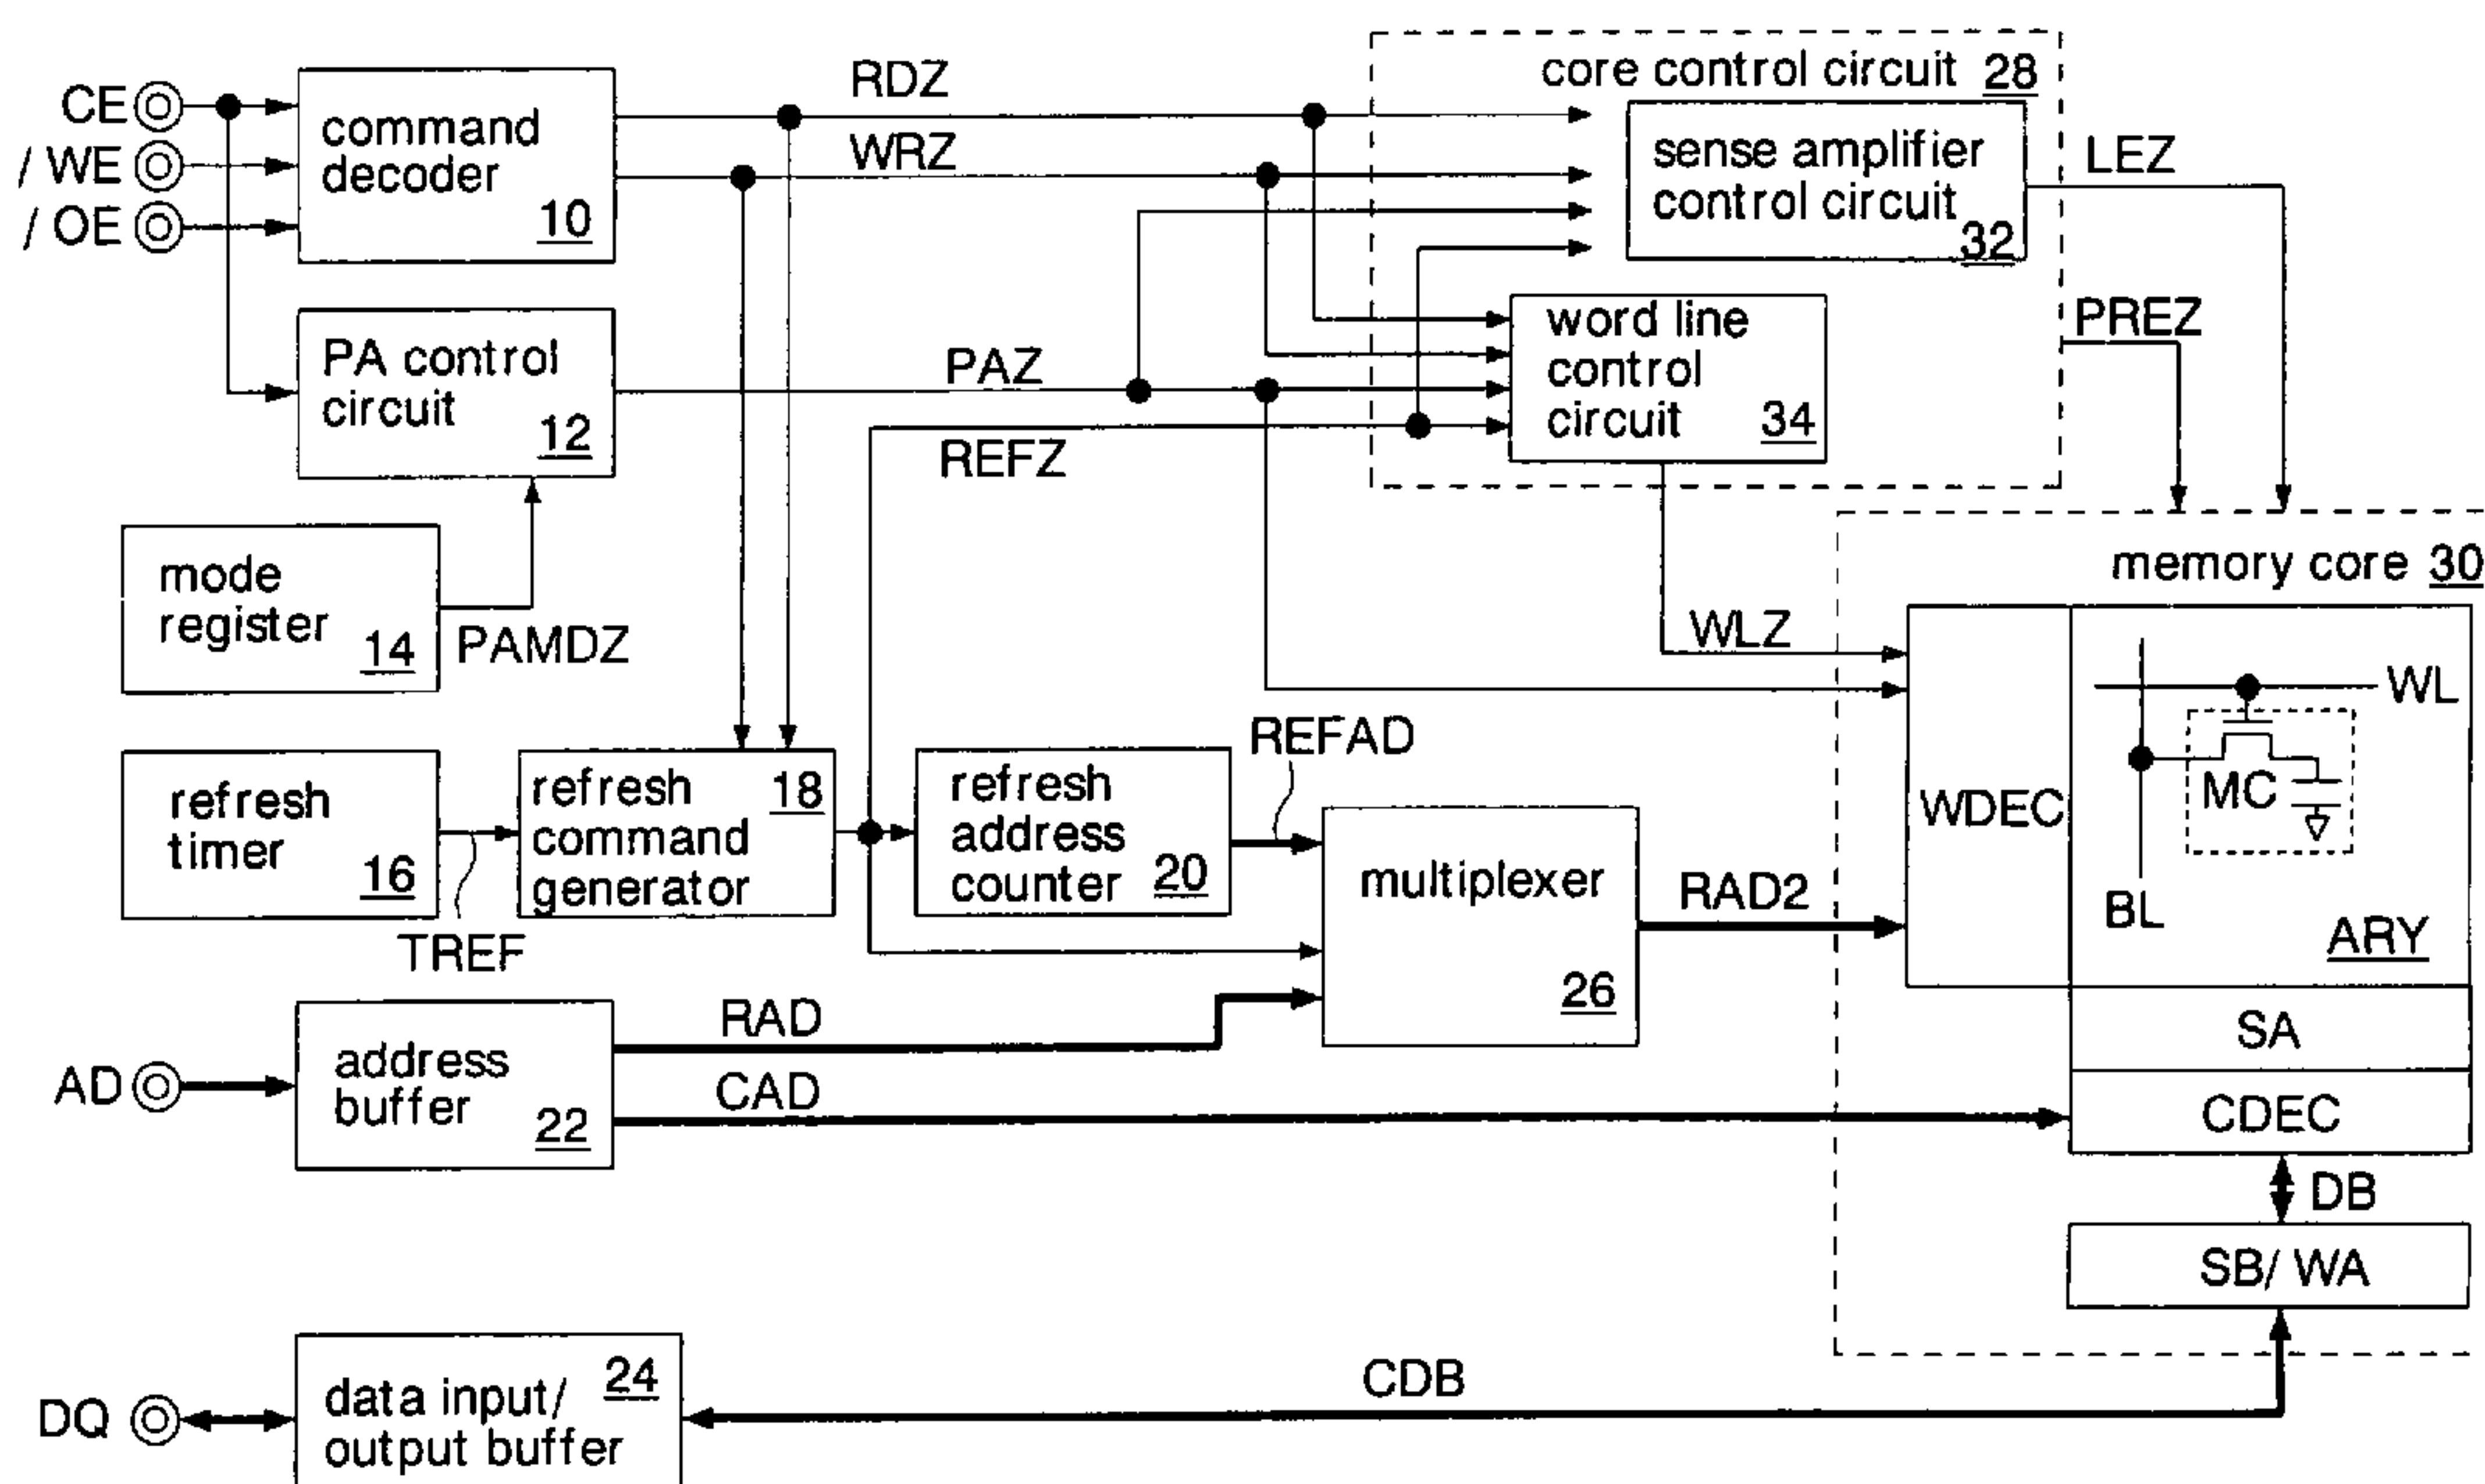 CE
/ WE
/ OE
command
decoder
10
RDZ
WRZ
core control circuit 28
sense amplifier
control circuit
32
LEZ
PREZ
PA control
circuit
12
PAZ
REFZ
word line
control
circuit
34
mode
register
14
PAMDZ
WLZ
memory core 30
WDEC
WL
MC
BL
ARY
refresh
timer
16
TREF
refresh
command
generator
18
refresh
address
counter
20
REFAD
multiplexer
26
RAD2
AD
address
buffer
22
RAD
CAD
SA
CDEC
DB
SB/ WA
DQ
data input/
output buffer
24
CDB